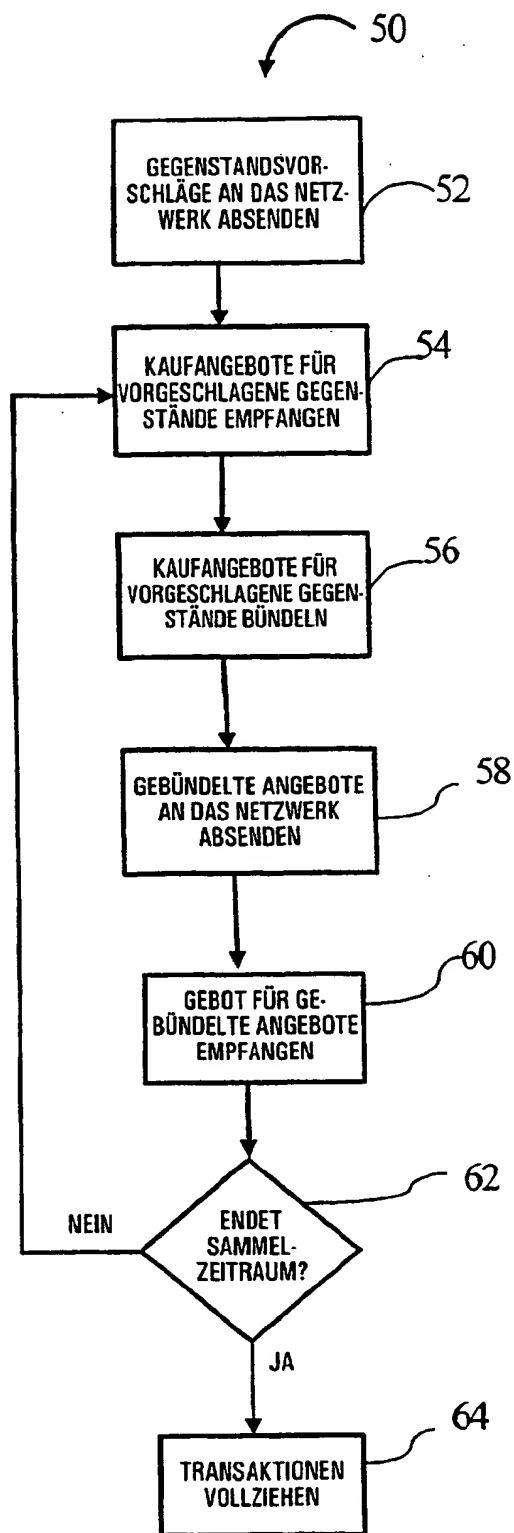 50
GEGENSTANDSVOR-
SCHLÄGE AN DAS NETZ-
WERK ABSENDEN
52
KAUFANGEBOTE FÜR
VORGESCHLAGENE GEGEN-
STÄNDE EMPFANGEN
54
KAUFANGEBOTE FÜR
VORGESCHLAGENE GEGEN-
STÄNDE BÜNDELN
56
GEBÜNDELTE ANGEBOTE
AN DAS NETZWERK
ABSENDEN
58
GEBOT FÜR GE-
BÜNDELTE ANGEBOTE
EMPFANGEN
60
ENDET
SAMMEL-
ZEITRAUM?
62
NEIN
JA
TRANSAKTIONEN
VOLLZIEHEN
64